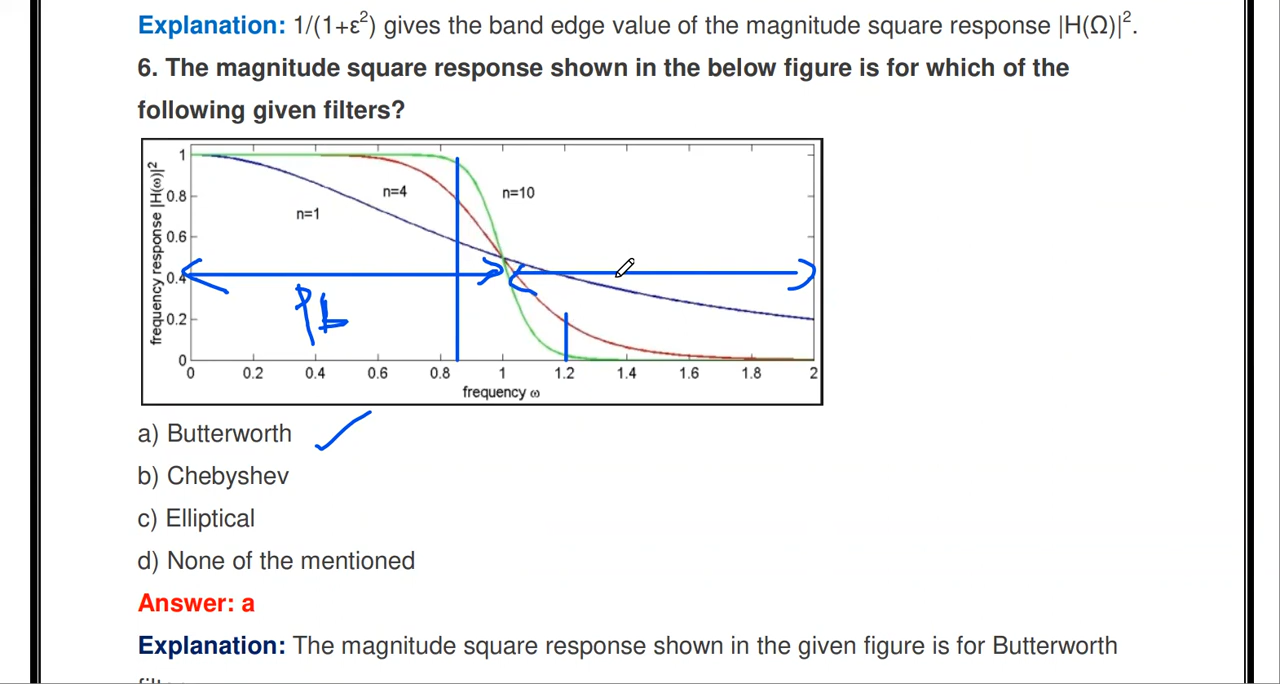 Explanation: 1/(1+ε²) gives the band edge value of the magnitude square response |H(Ω)|².
6. The magnitude square response shown in the below figure is for which of the
following given filters?
frequency response |H(ω)|²
1
0.8
0.6
0.4
0.2
0
n=1
n=4
n=10
0 0.2 0.4 0.6 0.8 1 1.2 1.4 1.6 1.8 2
frequency ω
a) Butterworth
b) Chebyshev
c) Elliptical
d) None of the mentioned
Answer: a
Explanation: The magnitude square response shown in the given figure is for Butterworth